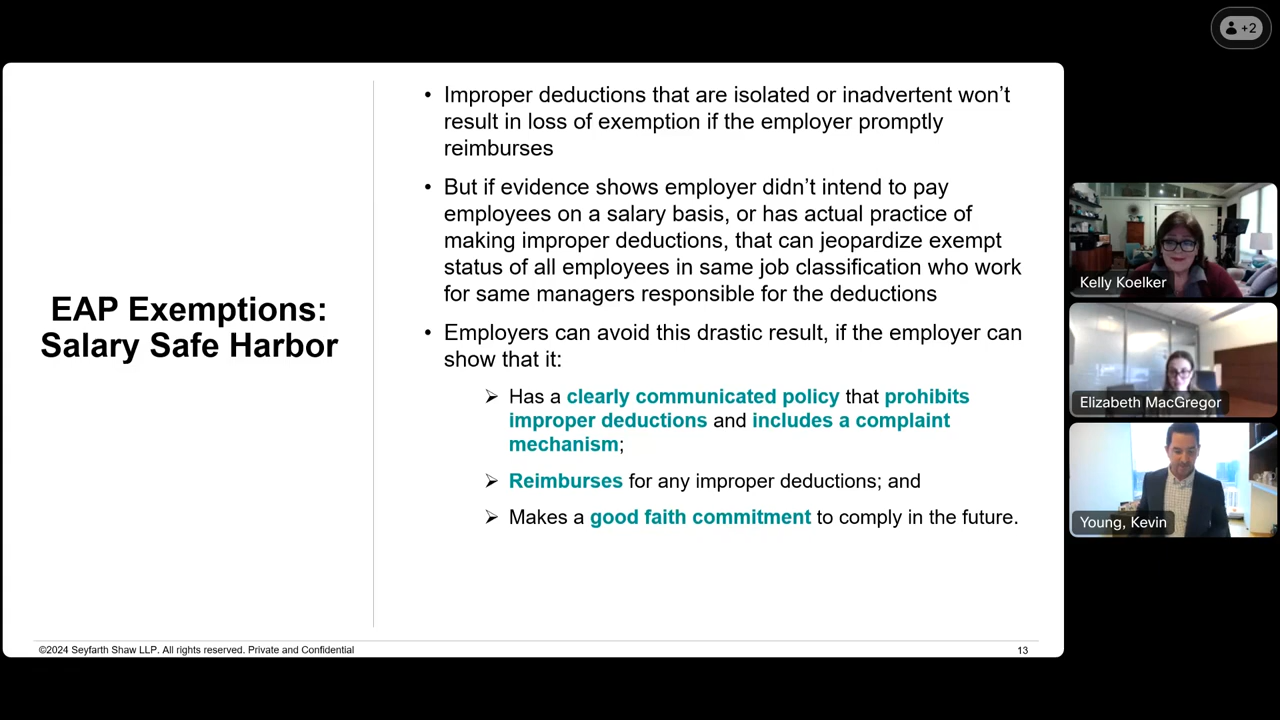 +2
EAP Exemptions:
Salary Safe Harbor
• Improper deductions that are isolated or inadvertent won’t
result in loss of exemption if the employer promptly
reimburses
• But if evidence shows employer didn’t intend to pay
employees on a salary basis, or has actual practice of
making improper deductions, that can jeopardize exempt
status of all employees in same job classification who work
for same managers responsible for the deductions
• Employers can avoid this drastic result, if the employer can
show that it:
➢ Has a clearly communicated policy that prohibits
improper deductions and includes a complaint
mechanism;
➢ Reimburses for any improper deductions; and
➢ Makes a good faith commitment to comply in the future.
©2024 Seyfarth Shaw LLP. All rights reserved. Private and Confidential
13
Kelly Koelker
Elizabeth MacGregor
Young, Kevin